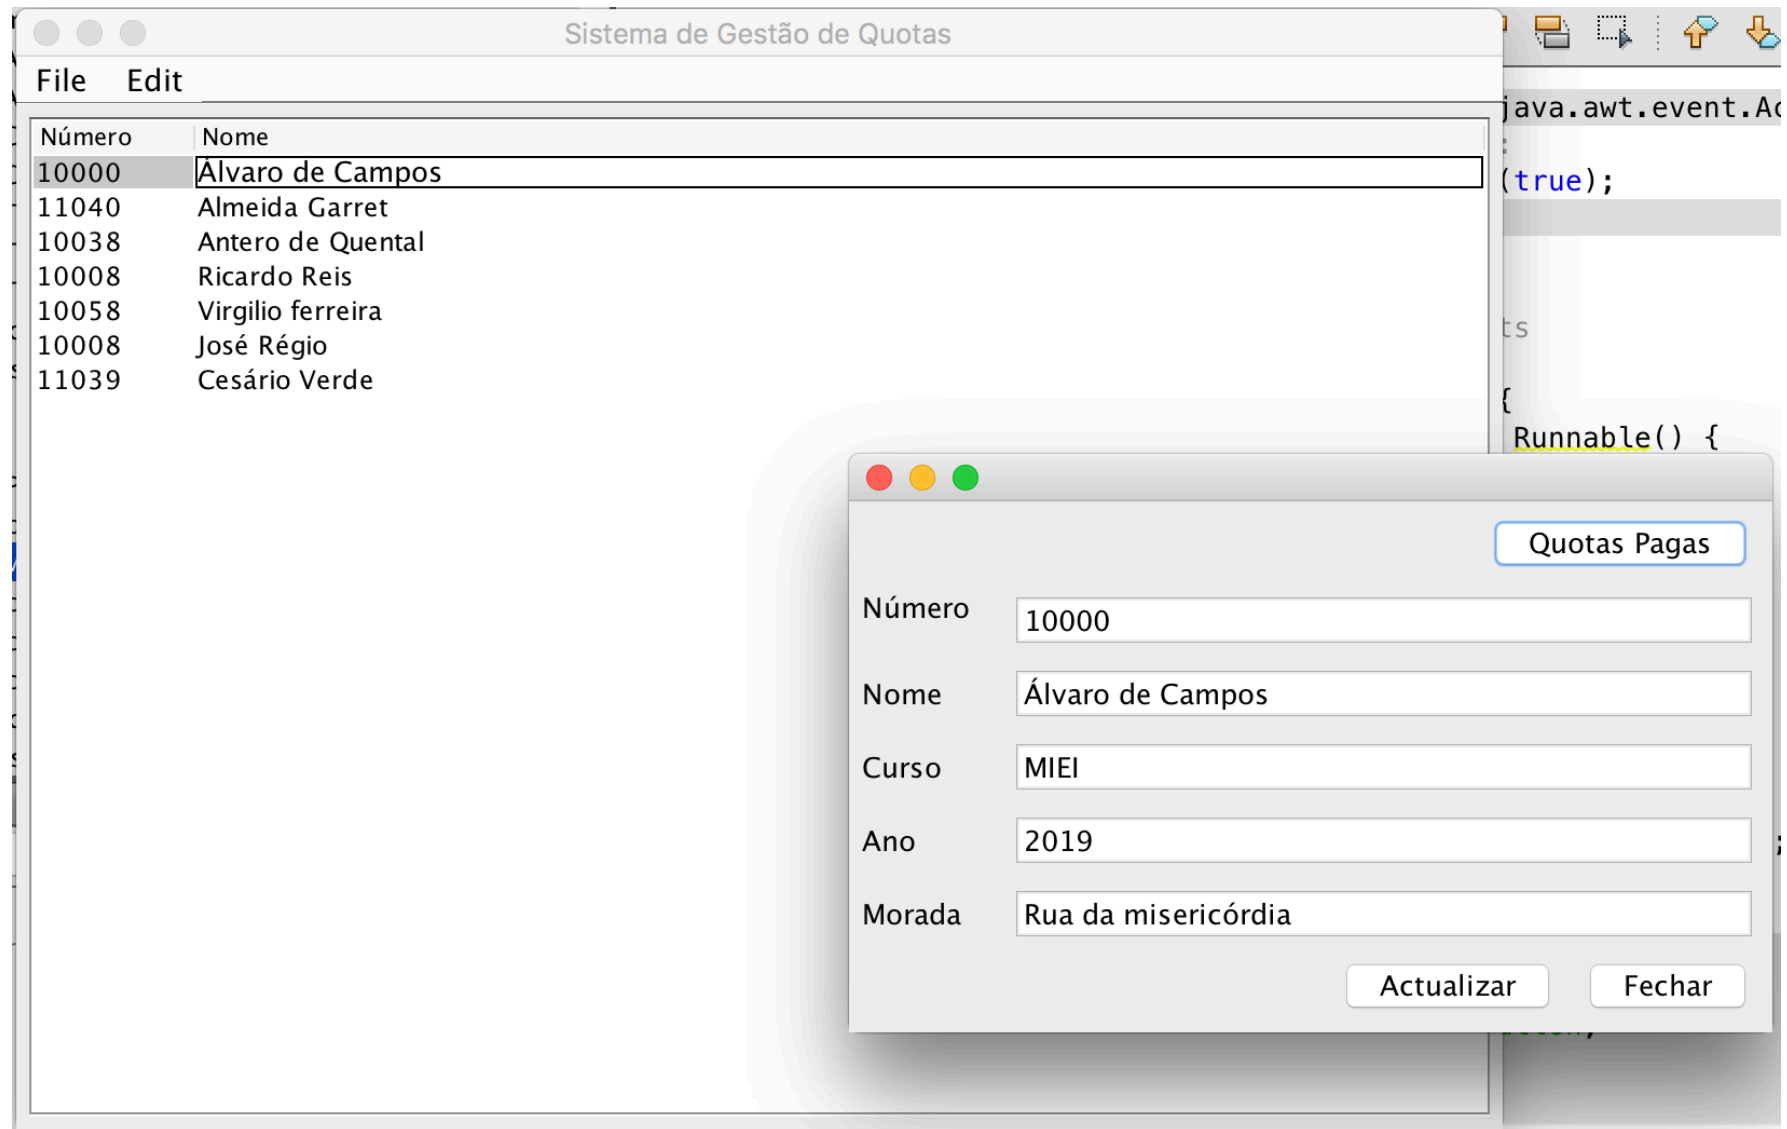 Sistema de Gestão de Quotas
File Edit
Número Nome
10000 Álvaro de Campos
11040 Almeida Garret
10038 Antero de Quental
10008 Ricardo Reis
10058 Virgilio ferreira
10008 José Régio
11039 Cesário Verde
java.awt.event.Ac
(true);
ts
{
Runnable() {
Quotas Pagas
Número 10000
Nome Álvaro de Campos
Curso MIEI
Ano 2019
;
Morada Rua da misericórdia
Actualizar Fechar